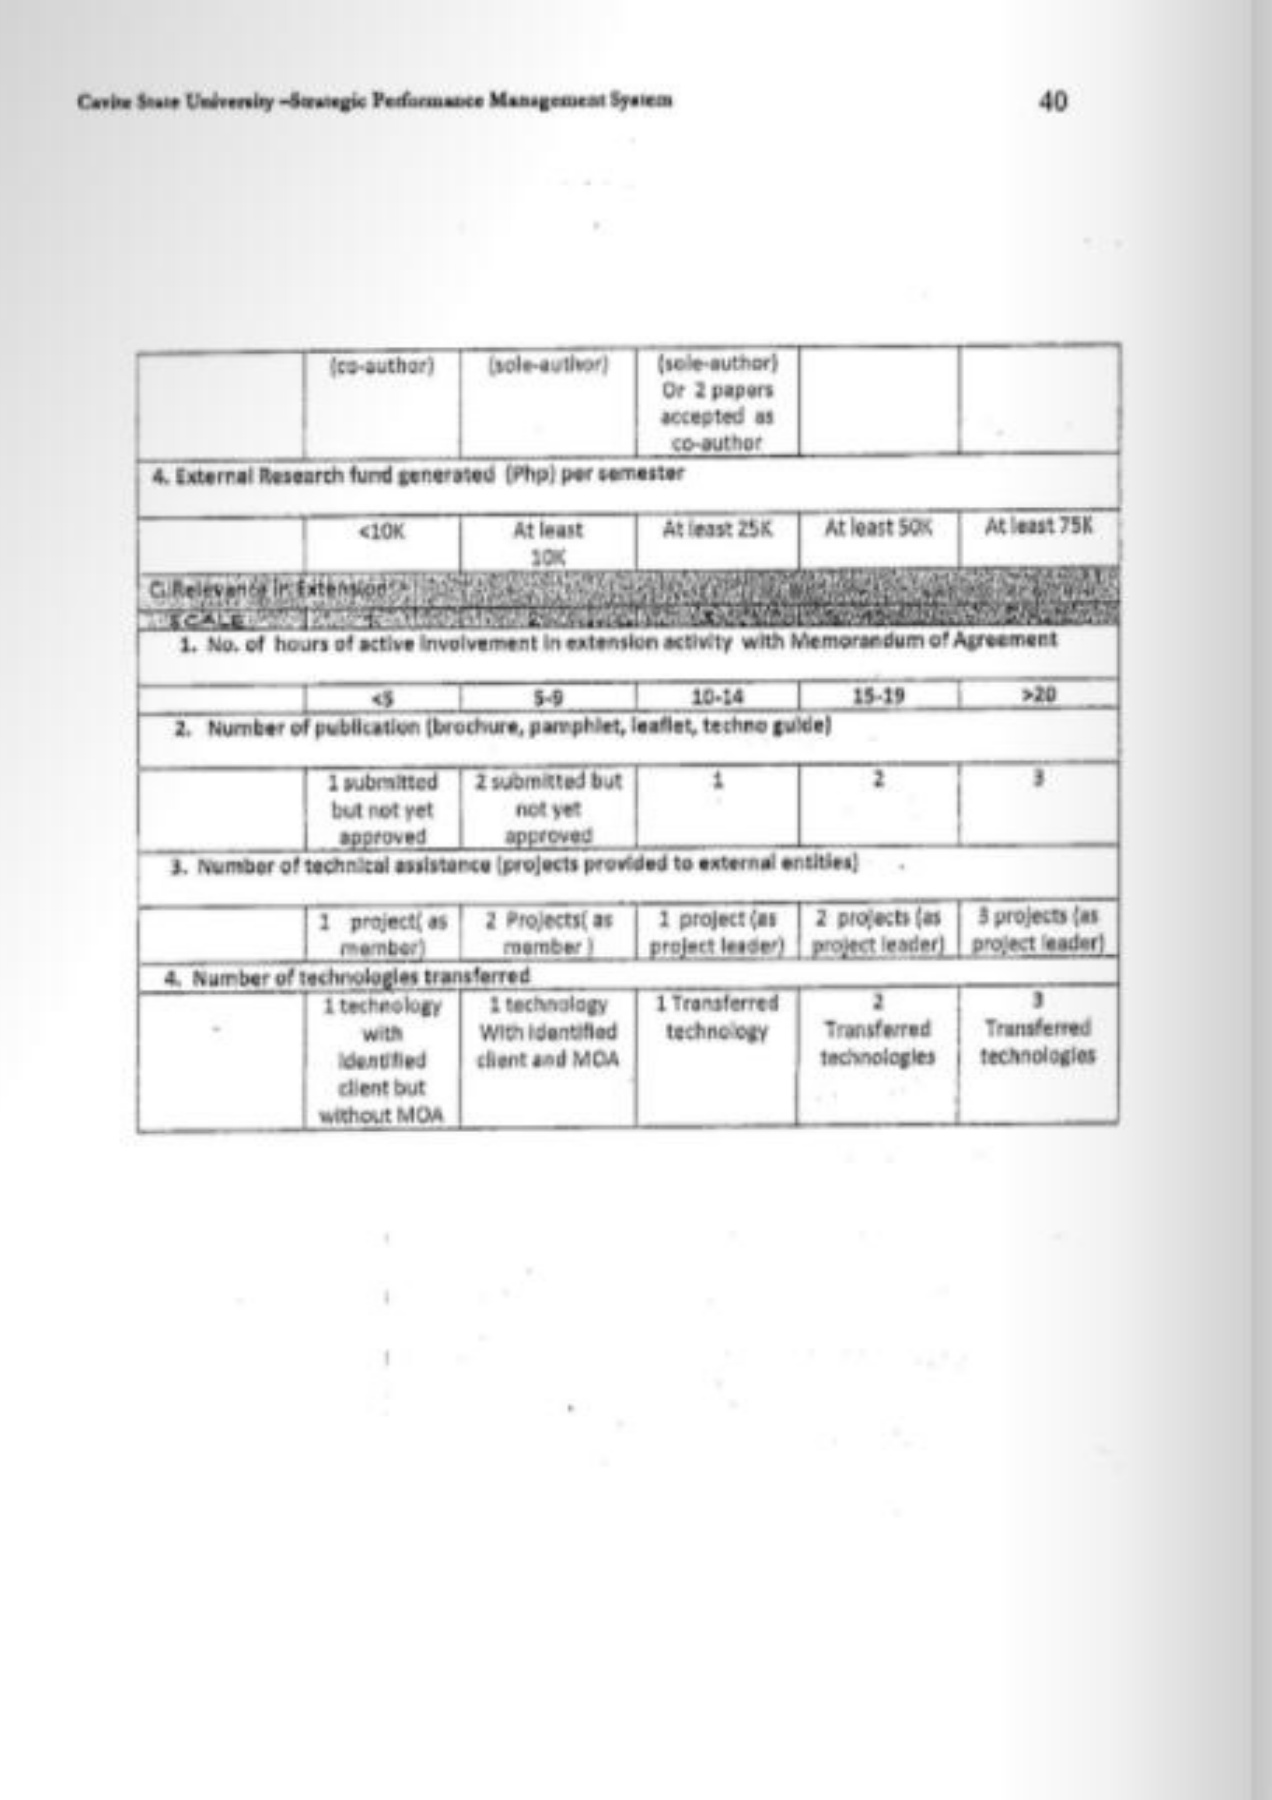 Cavite State University –Strategic Performance Management System 40
(co-author) (sole-author) (sole-author)
Or 2 papers
accepted as
co-author
4. External Research fund generated (Php) per semester
<10K At least 10K At least 25K At least 50K At least 75K
C. Relevance in Extension
SCALE 1 2 3
1. No. of hours of active involvement in extension activity with Memorandum of Agreement
<5 5-9 10-14 15-19 >20
2. Number of publication (brochure, pamphlet, leaflet, techno guide)
1 submitted but not yet approved 2 submitted but not yet approved 1 2 3
3. Number of technical assistance (projects provided to external entities)
1 project( as member) 2 Projects( as member ) 1 project (as project leader) 2 projects (as project leader) 3 projects (as project leader)
4. Number of technologies transferred
1 technology with identified client but without MOA 1 technology With identified client and MOA 1 Transferred technology 2 Transferred technologies 3 Transferred technologies